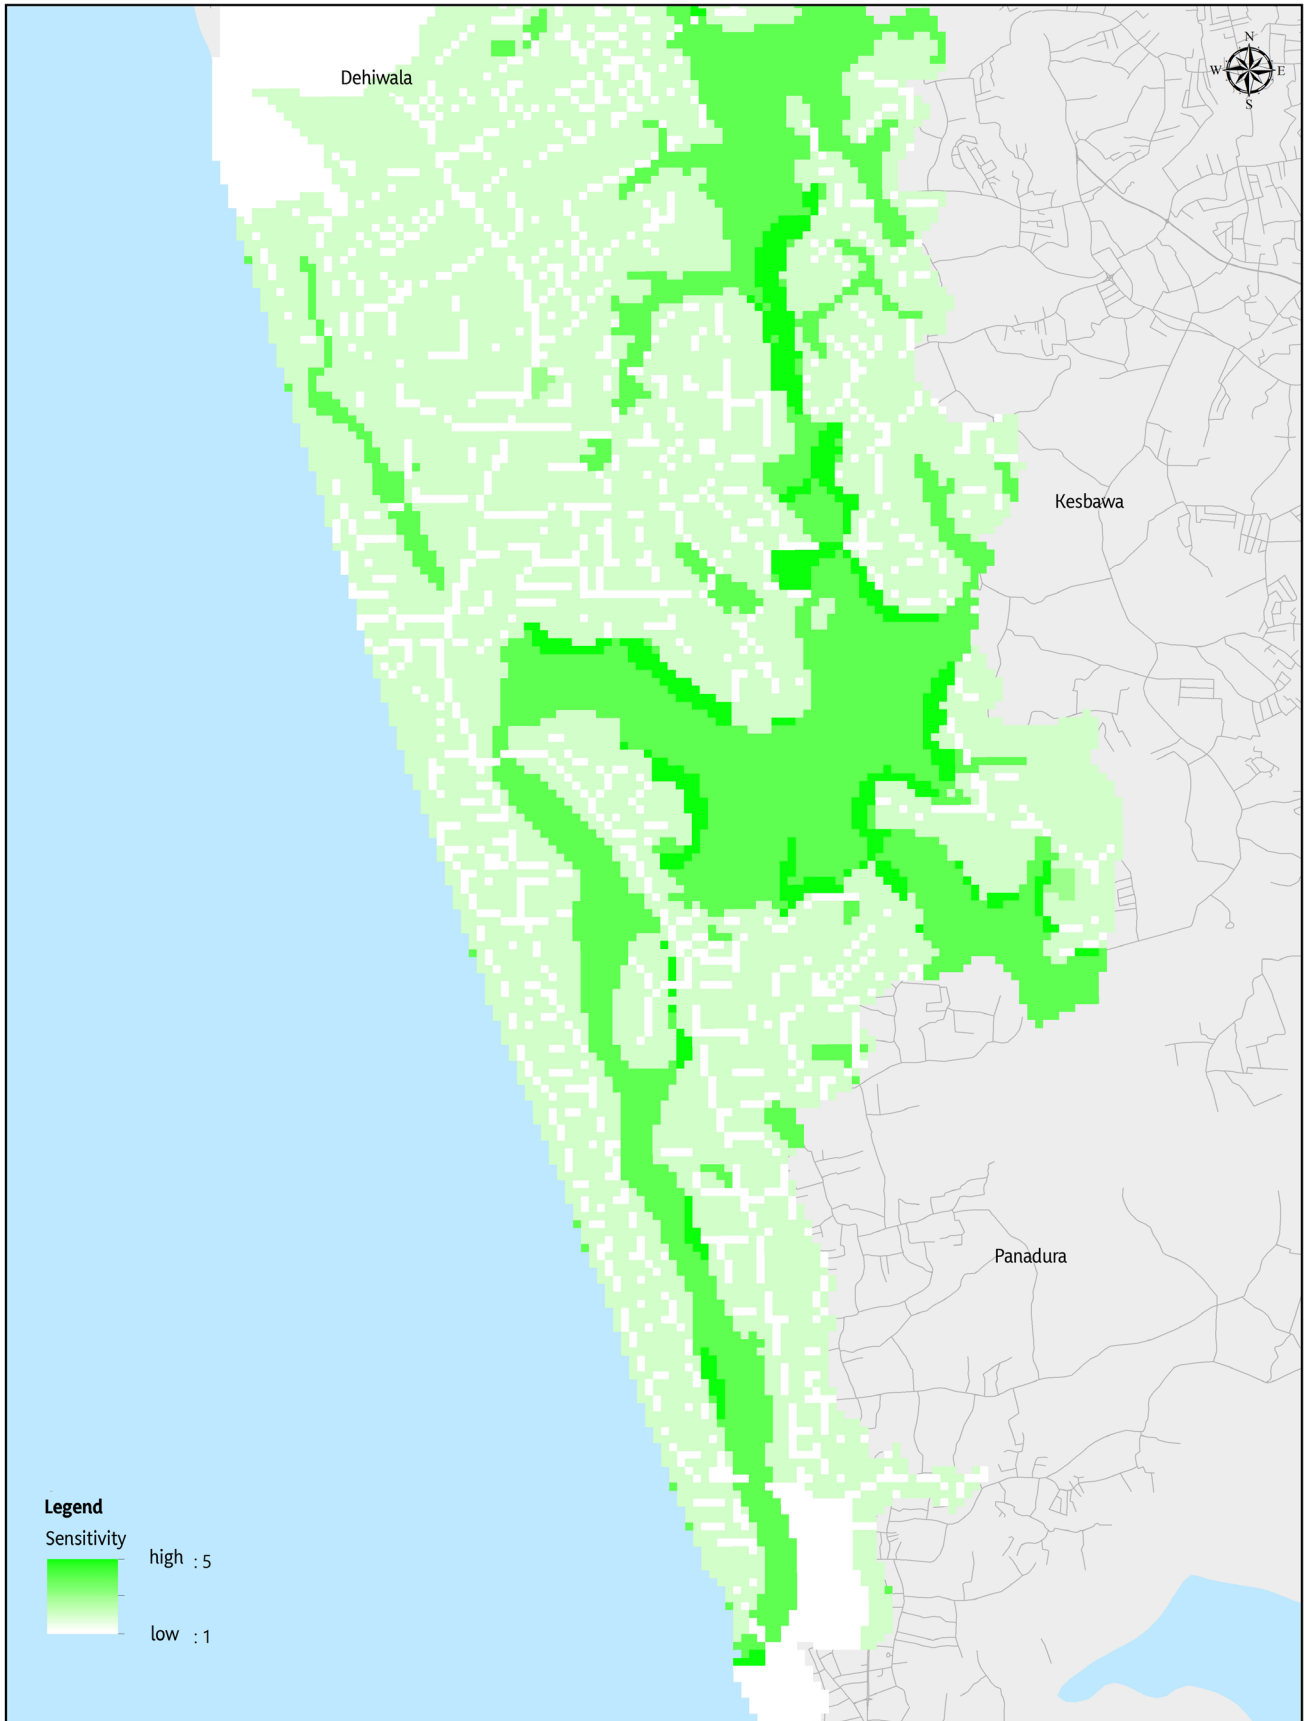 N
W E
S
Dehiwala
Kesbawa
Panadura
Legend
Sensitivity
high : 5
low : 1